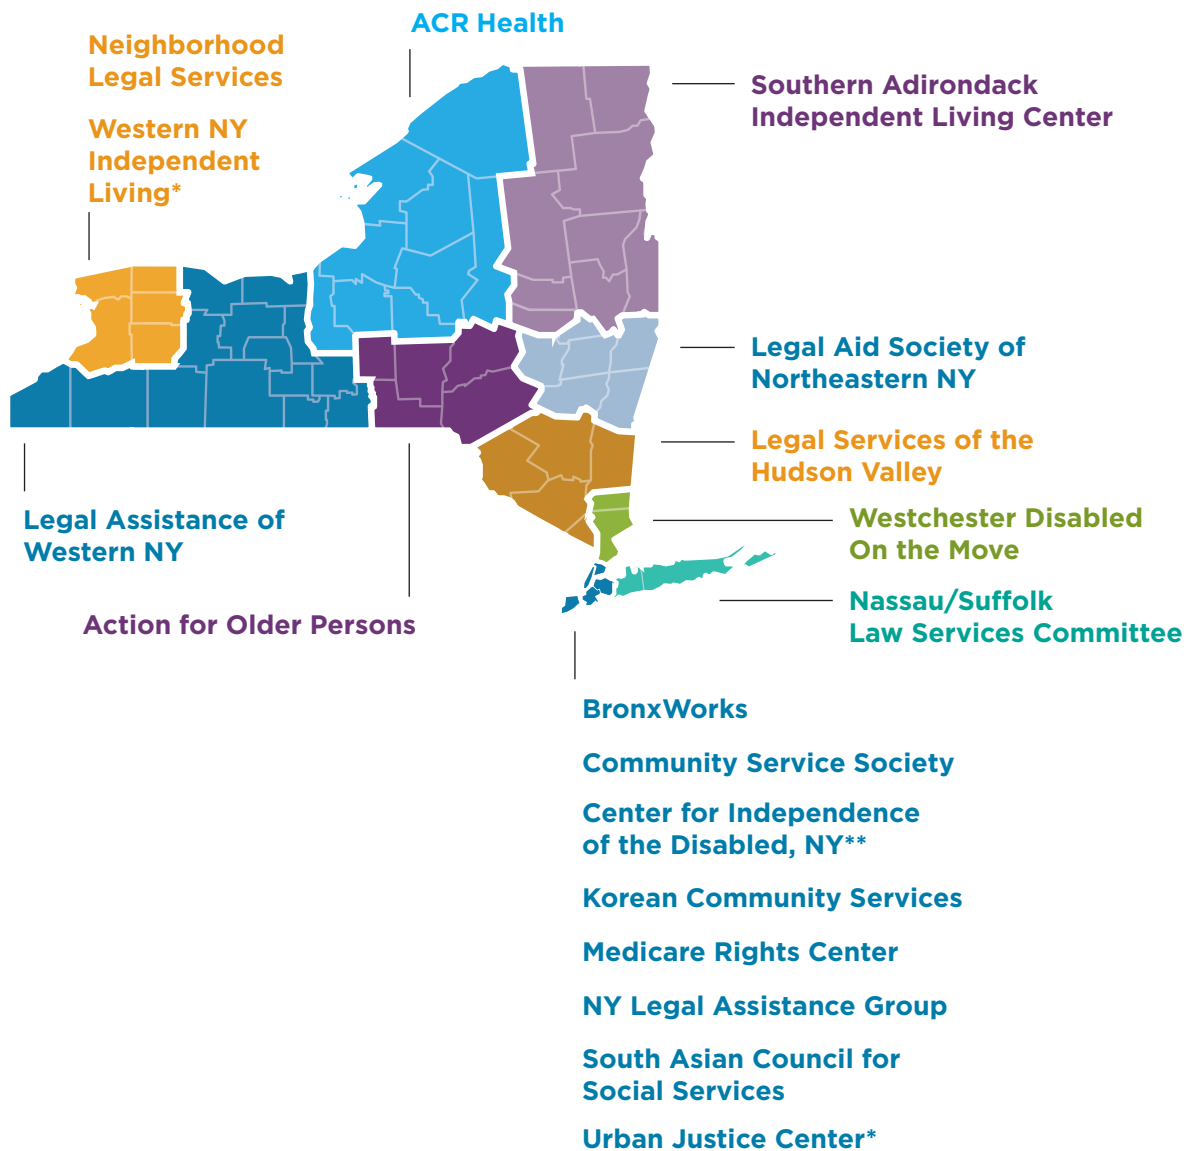 ACR Health
Neighborhood
Legal Services
Western NY
Independent
Living*
Southern Adirondack
Independent Living Center
Legal Aid Society of
Northeastern NY
Legal Services of the
Hudson Valley
Westchester Disabled
On the Move
Nassau/Suffolk
Law Services Committee
Legal Assistance of
Western NY
Action for Older Persons
BronxWorks
Community Service Society
Center for Independence
of the Disabled, NY**
Korean Community Services
Medicare Rights Center
NY Legal Assistance Group
South Asian Council for
Social Services
Urban Justice Center*